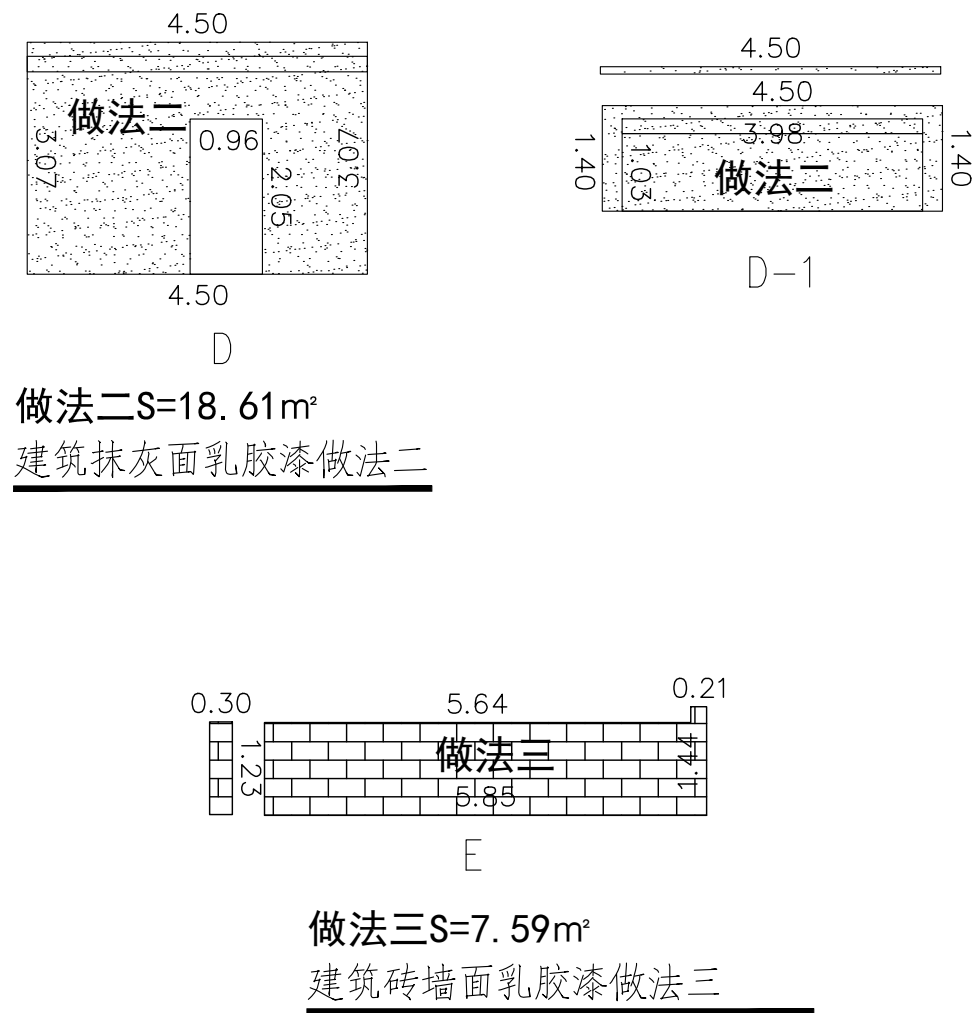 4.50
做法二
3.07
0.96
3.07
2.05
4.50
D
4.50
4.50
1.40
3.98
1.03
做法二
1.40
D-1
做法二S=18.61㎡
建筑抹灰面乳胶漆做法二
0.30
5.64
0.21
1.23
做法三
1.44
5.85
E
做法三S=7.59㎡
建筑砖墙面乳胶漆做法三